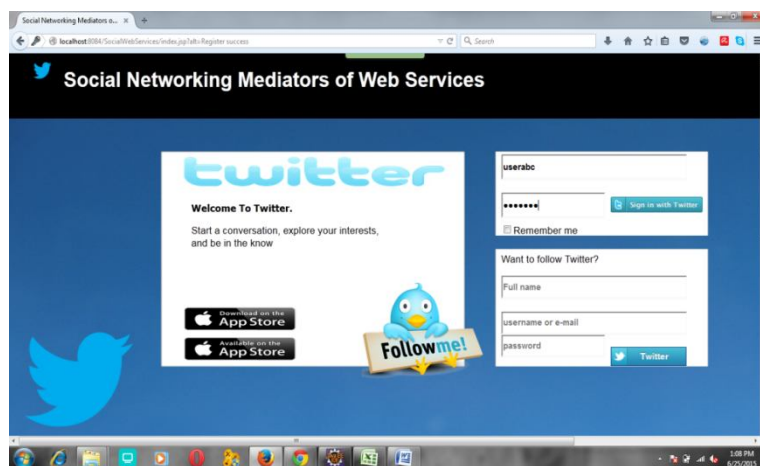 Social Networking Mediators o...
localhost:8084/SocialWebServices/index.jsp?aft=Register success
Search
Social Networking Mediators of Web Services
twitter
Welcome To Twitter.
Start a conversation, explore your interests,
and be in the know
Download on the
App Store
Available on the
App Store
Follow me!
userabc
Sign in with Twitter
Remember me
Want to follow Twitter?
Full name
username or e-mail
password
Twitter
1:08 PM
6/25/2015